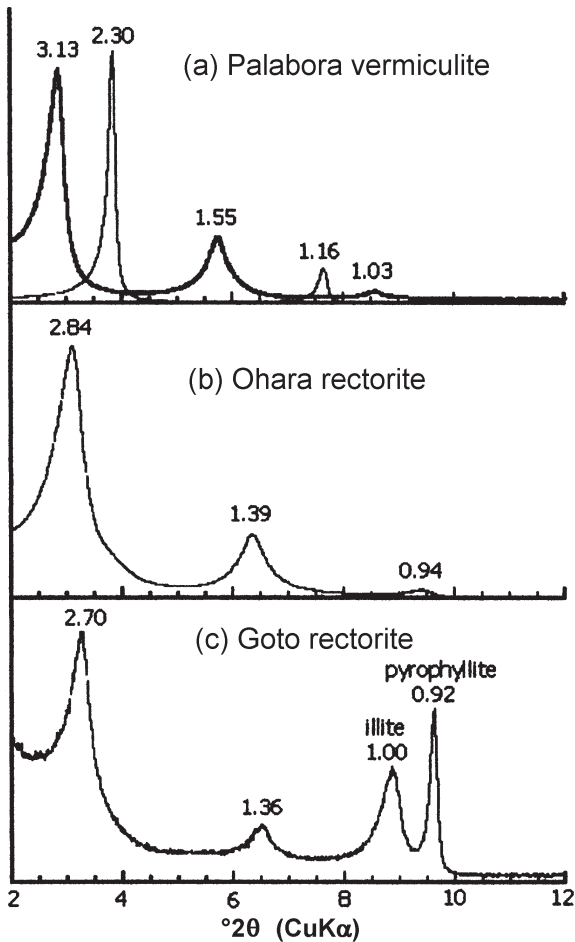 3.13
2.30
(a) Palabora vermiculite
1.55
1.16
1.03
2.84
(b) Ohara rectorite
1.39
0.94
2.70
(c) Goto rectorite
pyrophyllite
0.92
illite
1.00
1.36
2 4 6 8 10 12
°2θ (CuKα)